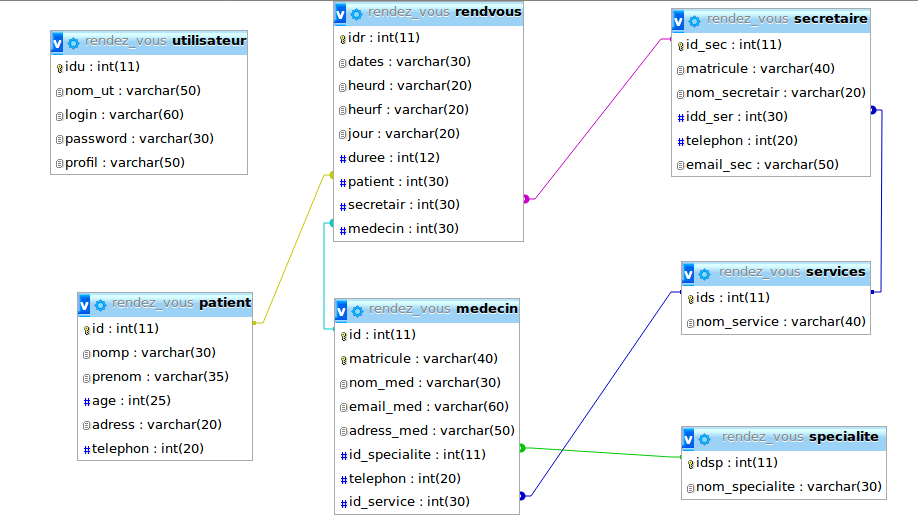 rendez_vous utilisateur
idu : int(11)
nom_ut : varchar(50)
login : varchar(60)
password : varchar(30)
profil : varchar(50)
rendez_vous rendvous
idr : int(11)
dates : varchar(30)
heurd : varchar(20)
heurf : varchar(20)
jour : varchar(20)
# duree : int(12)
# patient : int(30)
# secretair : int(30)
# medecin : int(30)
rendez_vous secretaire
id_sec : int(11)
matricule : varchar(40)
nom_secretair : varchar(20)
# idd_ser : int(30)
# telephon : int(20)
email_sec : varchar(50)
rendez_vous patient
id : int(11)
nomp : varchar(30)
prenom : varchar(35)
# age : int(25)
adress : varchar(20)
# telephon : int(20)
rendez_vous medecin
id : int(11)
matricule : varchar(40)
nom_med : varchar(30)
email_med : varchar(60)
adress_med : varchar(50)
# id_specialite : int(11)
# telephon : int(20)
# id_service : int(30)
rendez_vous services
ids : int(11)
nom_service : varchar(40)
rendez_vous specialite
idsp : int(11)
nom_specialite : varchar(30)